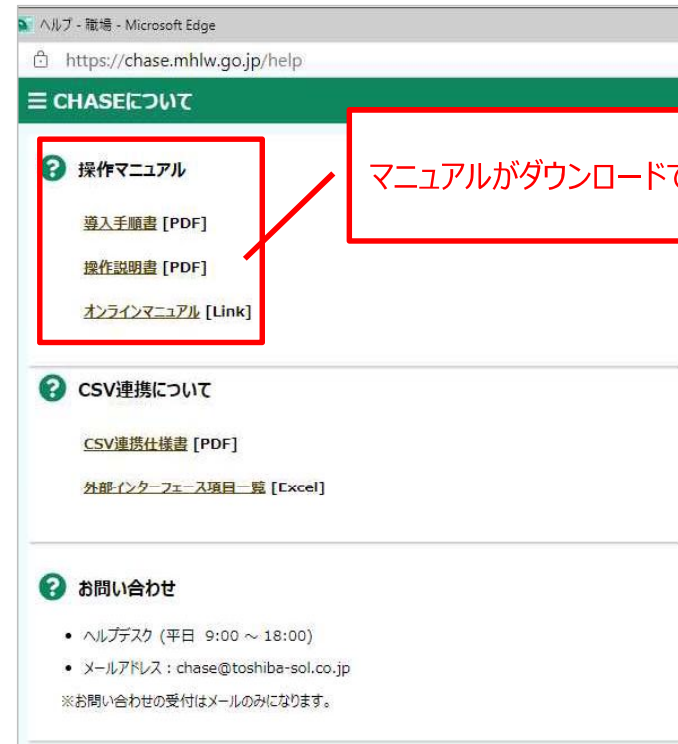 ヘルプ - 職場 - Microsoft Edge
https://chase.mhlw.go.jp/help
☰ CHASEについて
マニュアルがダウンロードで
? 操作マニュアル
導入手順書 [PDF]
操作説明書 [PDF]
オンラインマニュアル [Link]
? CSV連携について
CSV連携仕様書 [PDF]
外部インターフェース項目一覧 [Excel]
? お問い合わせ
• ヘルプデスク (平日 9:00 ～ 18:00)
• メールアドレス : chase@toshiba-sol.co.jp
※お問い合わせの受付はメールのみになります。